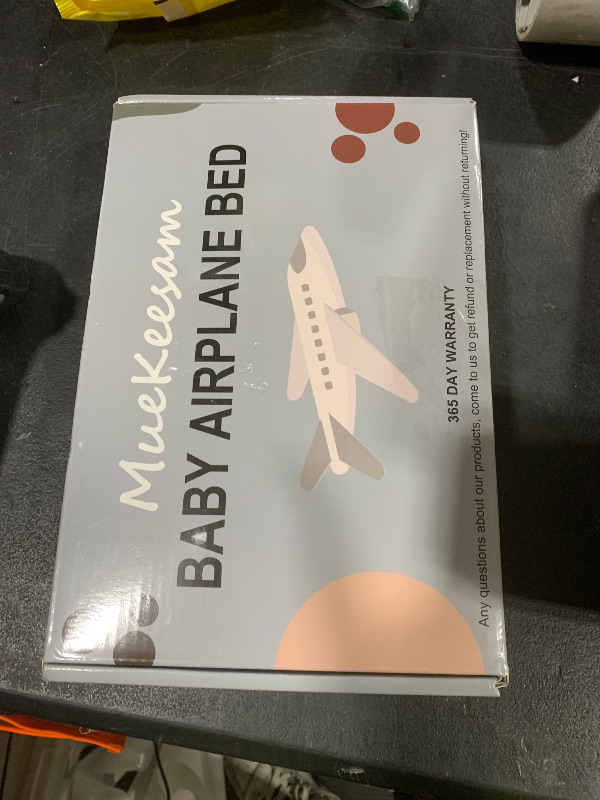 MueKeesam
BABY AIRPLANE BED
365 DAY WARRANTY
Any questions about our products, come to us to get refund or replacement without returning!